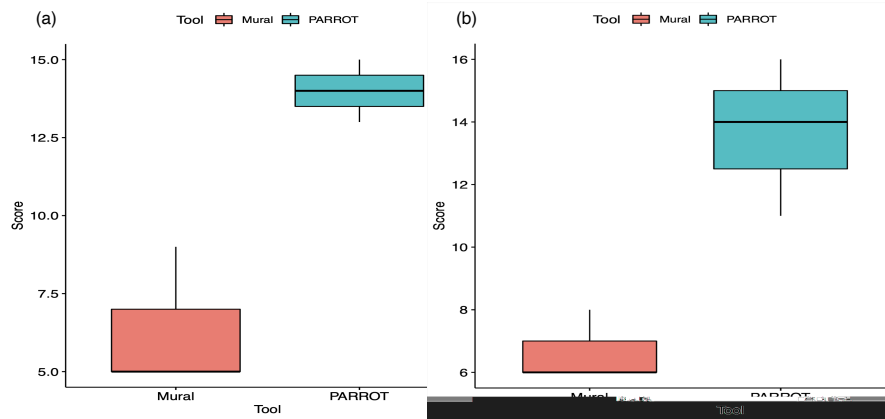 (a)
Tool Mural PARROT
15.0
12.5
10.0
7.5
5.0
Score
Mural PARROT
Tool
(b)
Tool Mural PARROT
16
14
12
10
8
6
Score
Mural PARROT
Tool